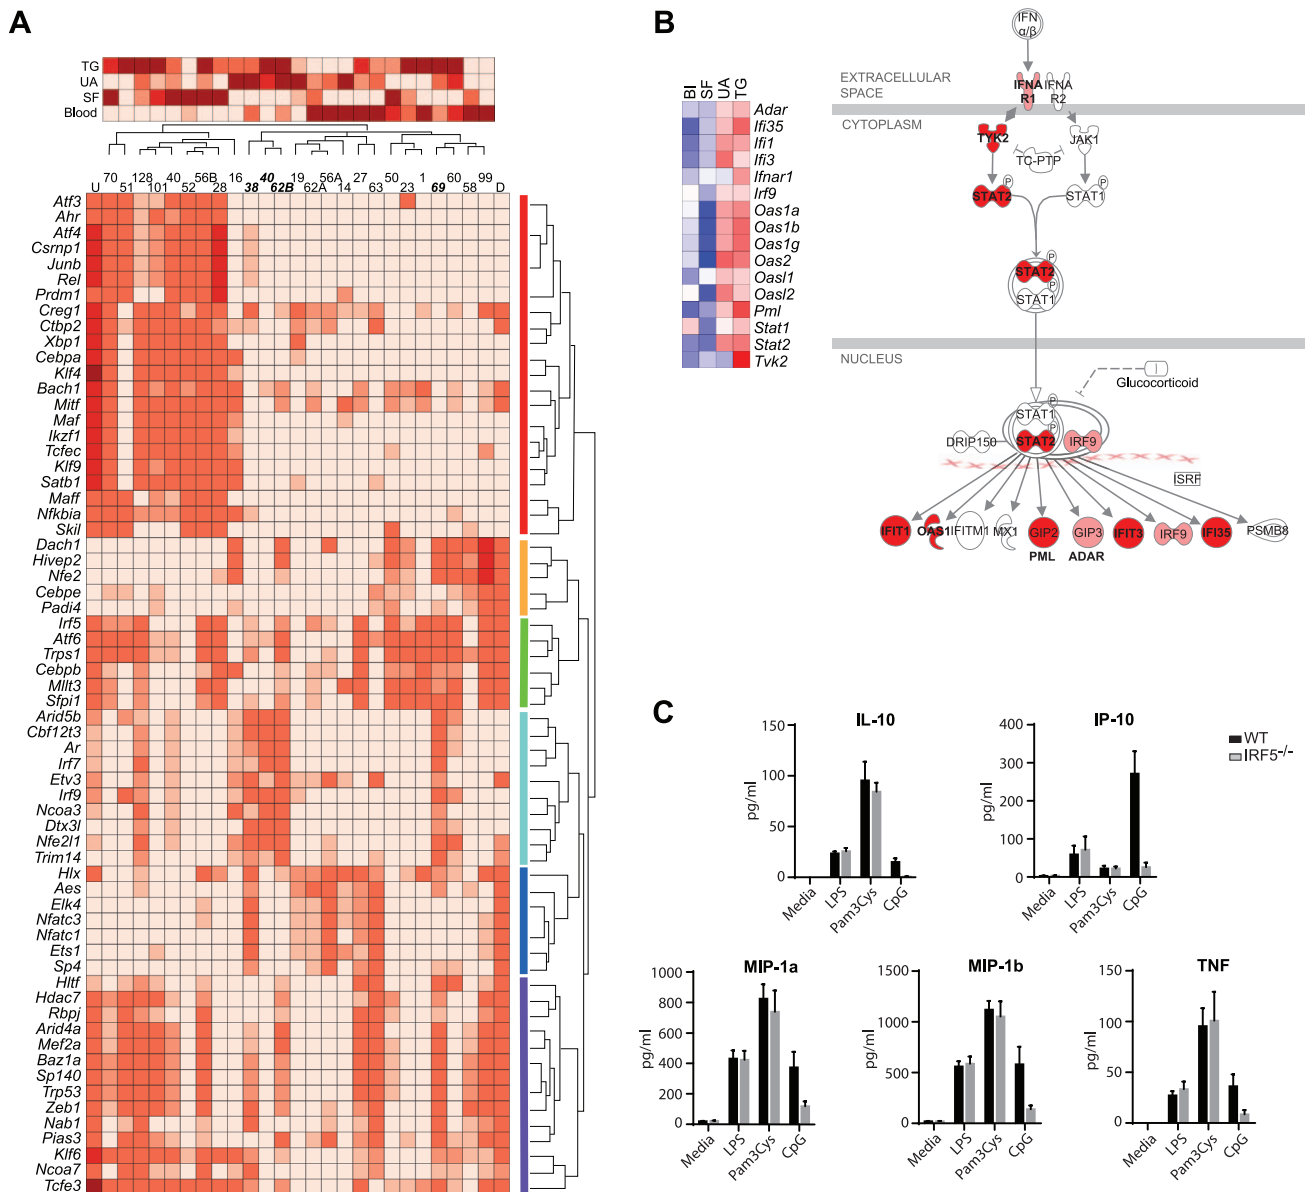 A
TG
UA
SF
Blood
70 128 40 56B 16 40 19 56A 27 50 1 60 99
U 51 101 52 28 38 62B 62A 14 63 23 69 58 D
Atf3
Ahr
Atf4
Csrnp1
Junb
Rel
Prdm1
Creg1
Ctbp2
Xbp1
Cebpa
Klf4
Bach1
Mitf
Maf
Ikzf1
Tcfec
Klf9
Satb1
Maff
Nfkbia
Skil
Dach1
Hivep2
Nfe2
Cebpe
Padi4
Irf5
Atf6
Trps1
Cebpb
Mllt3
Sfpi1
Arid5b
Cbf12t3
Ar
Irf7
Etv3
Irf9
Ncoa3
Dtx3l
Nfe2l1
Trim14
Hlx
Aes
Elk4
Nfatc3
Nfatc1
Ets1
Sp4
Hltf
Hdac7
Rbpj
Arid4a
Mef2a
Baz1a
Sp140
Trp53
Zeb1
Nab1
Pias3
Klf6
Ncoa7
Tcfe3
B
BI SF UA TG
Adar
Ifi35
Ifi1
Ifi3
Ifnar1
Irf9
Oas1a
Oas1b
Oas1g
Oas2
Oasl1
Oasl2
Pml
Stat1
Stat2
Tvk2
IFN
α/β
EXTRACELLULAR
SPACE
IFNA
R1
IFNA
R2
CYTOPLASM
TYK2
JAK1
TC-PTP
P
STAT2
P
STAT1
P
STAT2
P
STAT1
NUCLEUS
Glucocorticoid
P
STAT1
P
DRIP150
STAT2
IRF9
ISRF
IFIT1
OAS1
IFITM1
MX1
GIP2
GIP3
IFIT3
IRF9
IFI35
PSMB8
PML
ADAR
C
IL-10
150
100
50
0
pg/ml
Media
LPS
Pam3Cys
CpG
IP-10
400
300
200
100
0
pg/ml
Media
LPS
Pam3Cys
CpG
WT
IRF5-/-
MIP-1a
1000
800
600
400
200
0
pg/ml
Media
LPS
Pam3Cys
CpG
MIP-1b
1500
1000
500
0
pg/ml
Media
LPS
Pam3Cys
CpG
TNF
150
100
50
0
pg/ml
Media
LPS
Pam3Cys
CpG